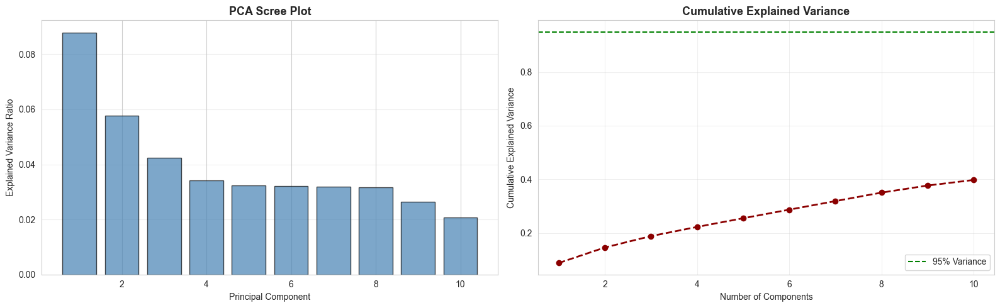 PCA Scree Plot
Explained Variance Ratio
0.08
0.06
0.04
0.02
0.00
2 4 6 8 10
Principal Component
Cumulative Explained Variance
Cumulative Explained Variance
0.8
0.6
0.4
0.2
95% Variance
2 4 6 8 10
Number of Components